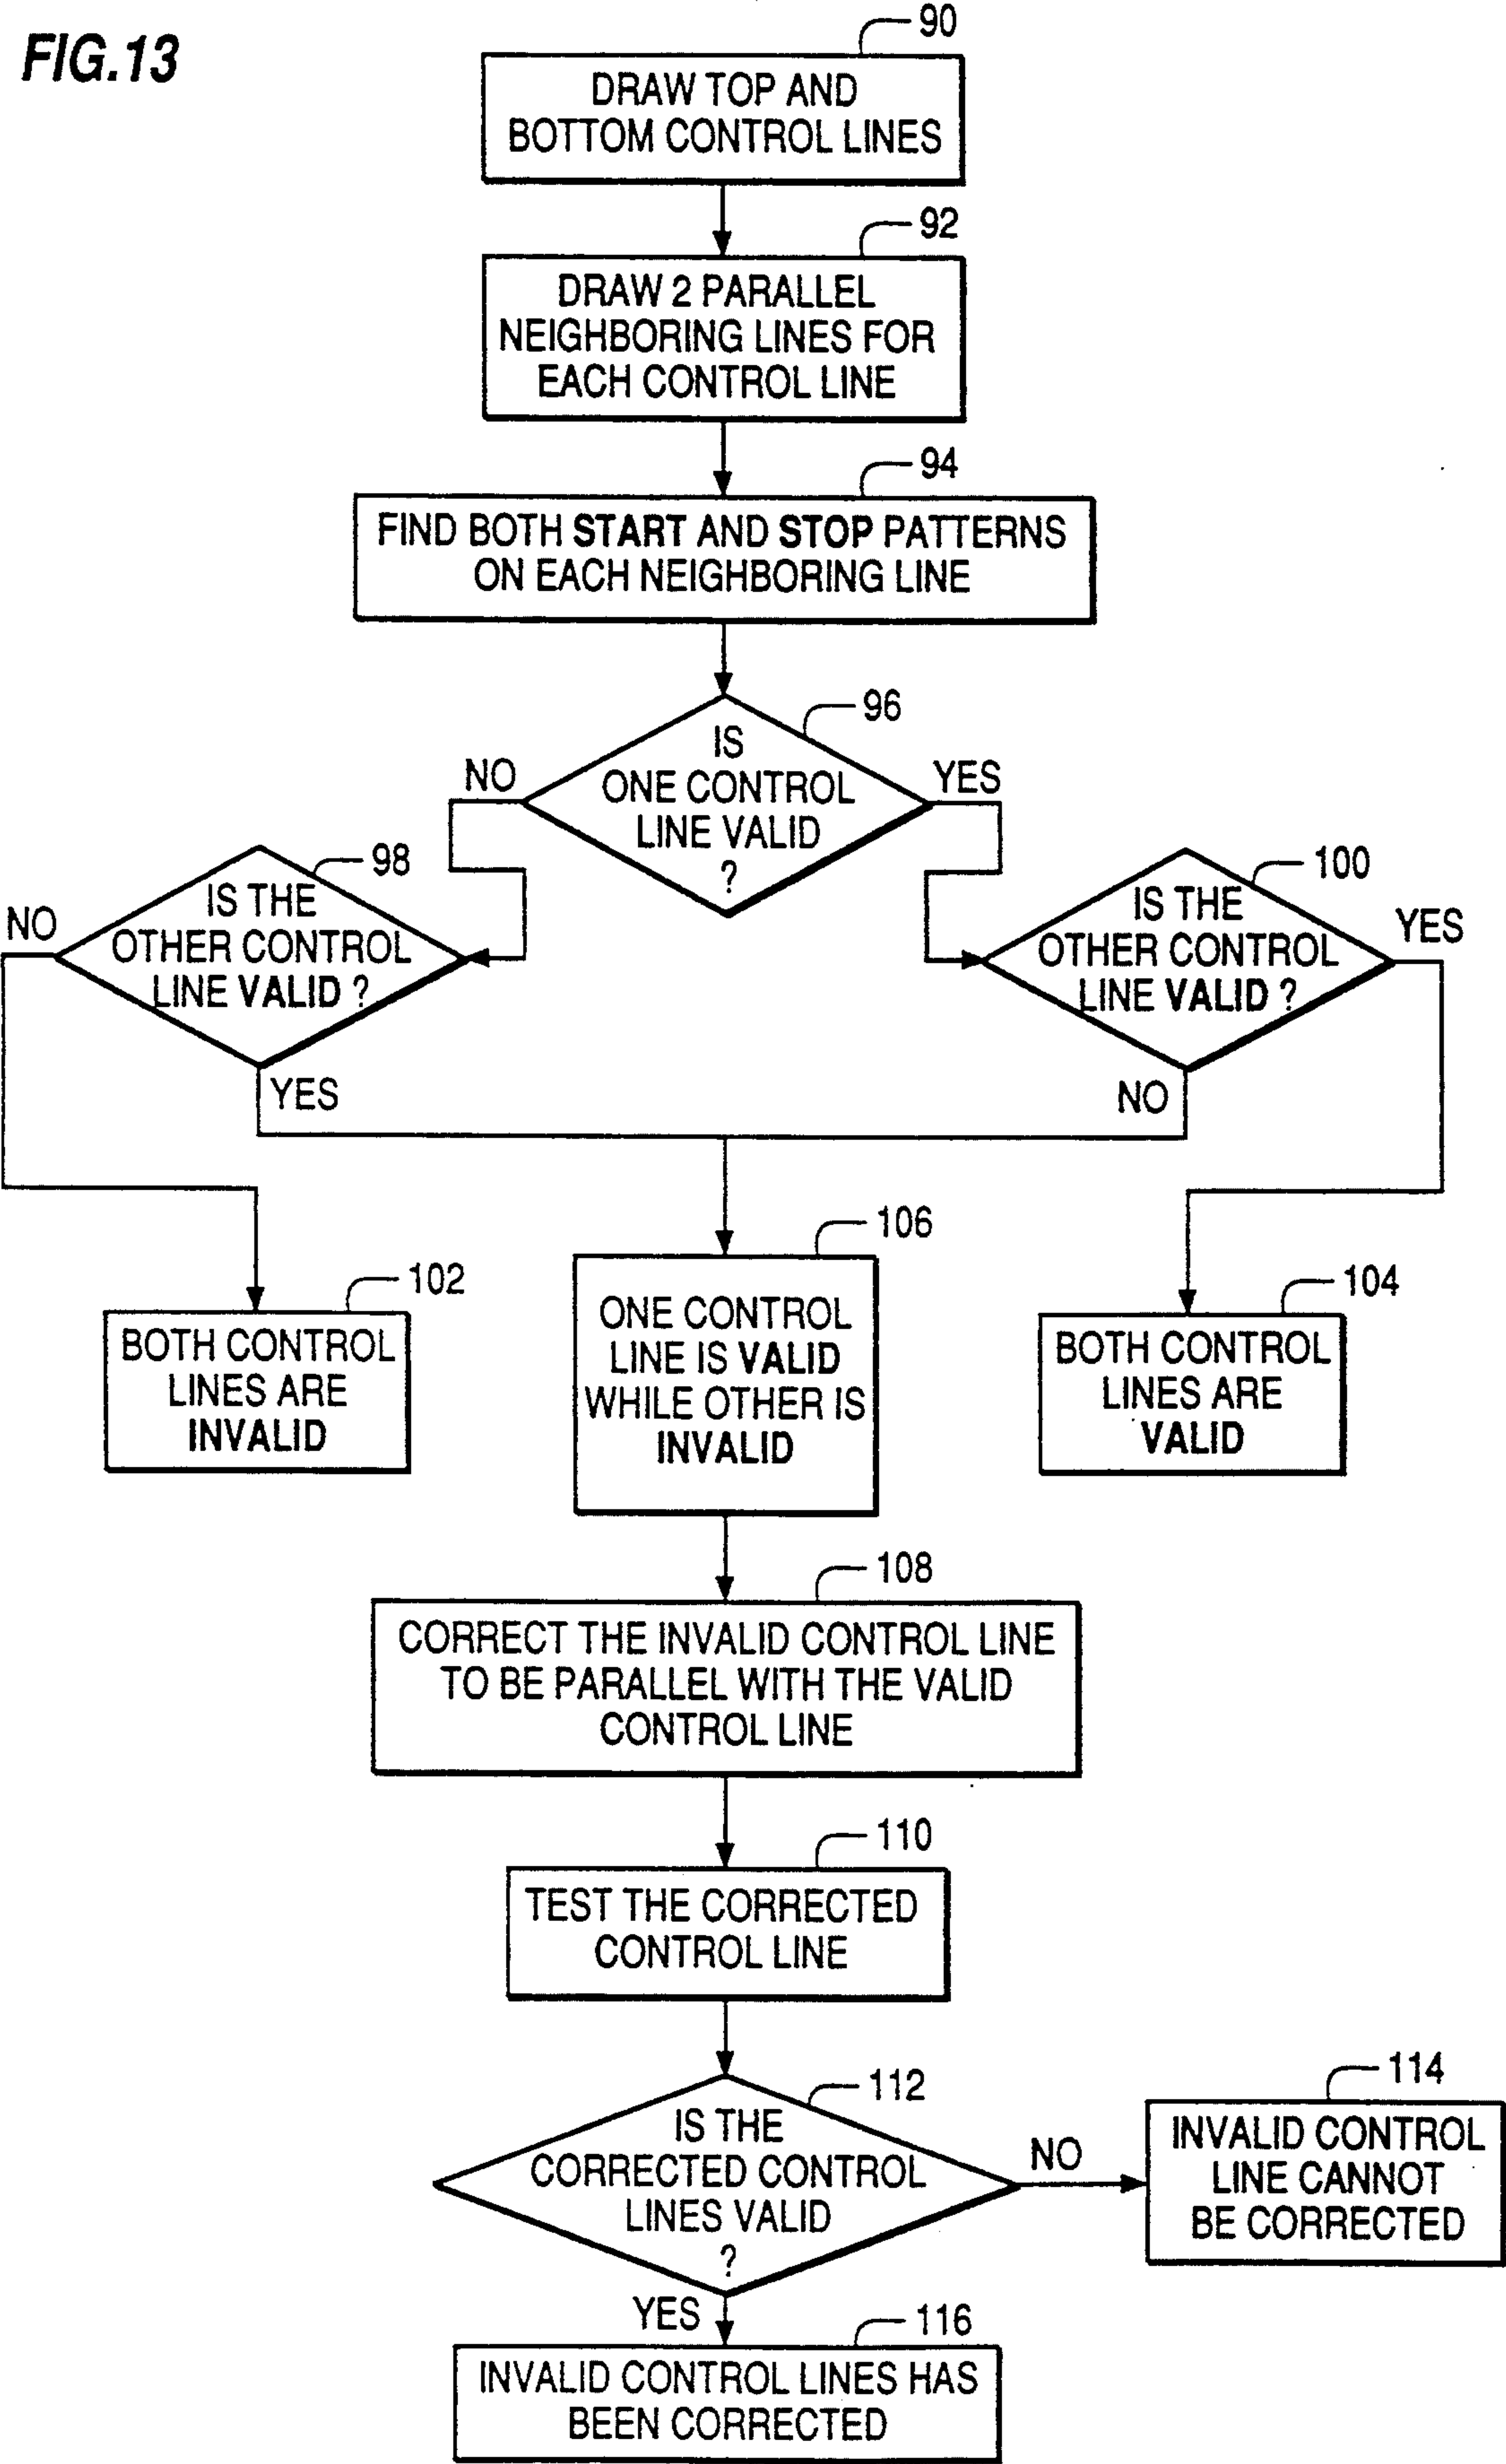 FIG.13
90
DRAW TOP AND
BOTTOM CONTROL LINES
92
DRAW 2 PARALLEL
NEIGHBORING LINES FOR
EACH CONTROL LINE
94
FIND BOTH START AND STOP PATTERNS
ON EACH NEIGHBORING LINE
96
IS
ONE CONTROL
LINE VALID
?
NO
YES
98
IS THE
OTHER CONTROL
LINE VALID ?
NO
YES
100
IS THE
OTHER CONTROL
LINE VALID ?
YES
NO
102
BOTH CONTROL
LINES ARE
INVALID
106
ONE CONTROL
LINE IS VALID
WHILE OTHER IS
INVALID
104
BOTH CONTROL
LINES ARE
VALID
108
CORRECT THE INVALID CONTROL LINE
TO BE PARALLEL WITH THE VALID
CONTROL LINE
110
TEST THE CORRECTED
CONTROL LINE
112
IS THE
CORRECTED CONTROL
LINES VALID
?
NO
114
INVALID CONTROL
LINE CANNOT
BE CORRECTED
YES
116
INVALID CONTROL LINES HAS
BEEN CORRECTED